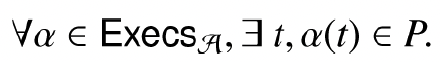 ∀α ∈ Execs𝒜, ∃ t, α(t) ∈ P.